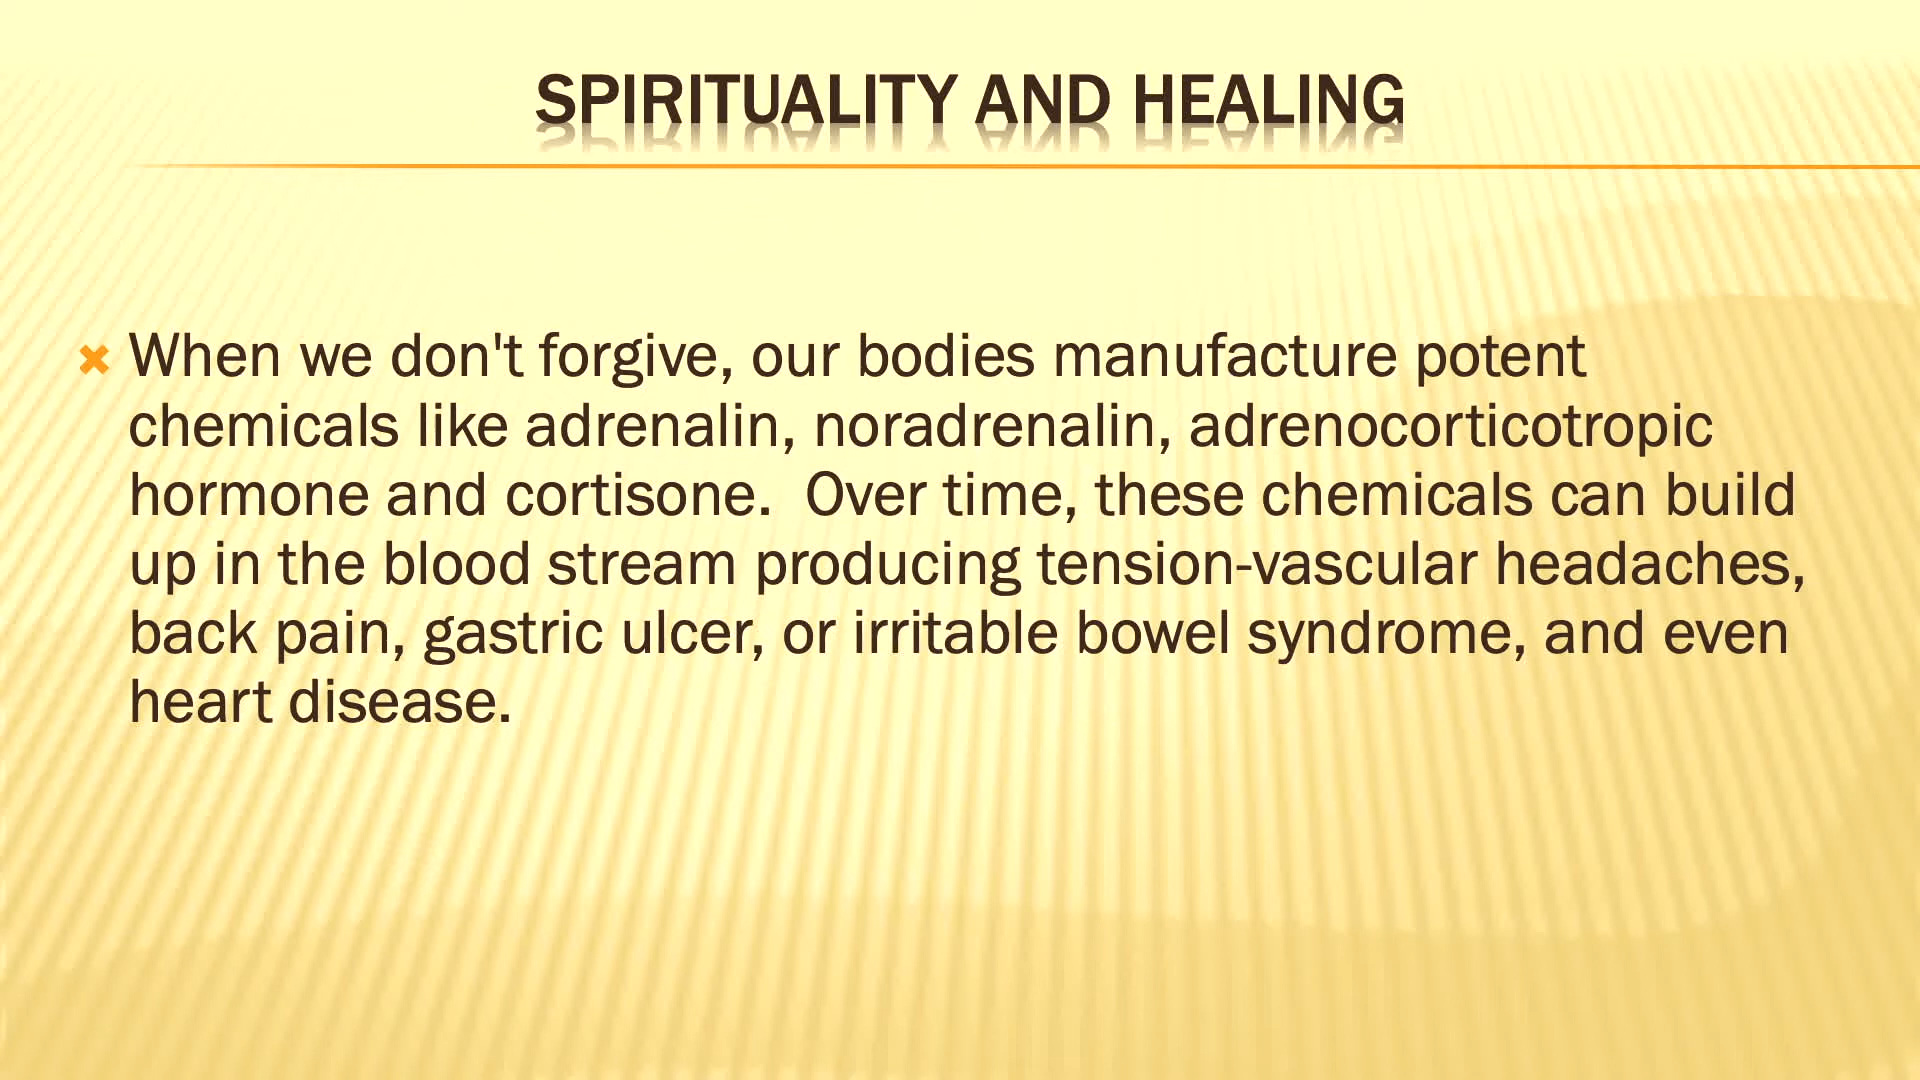 SPIRITUALITY AND HEALING
When we don't forgive, our bodies manufacture potent
chemicals like adrenalin, noradrenalin, adrenocorticotropic
hormone and cortisone.  Over time, these chemicals can build
up in the blood stream producing tension-vascular headaches,
back pain, gastric ulcer, or irritable bowel syndrome, and even
heart disease.